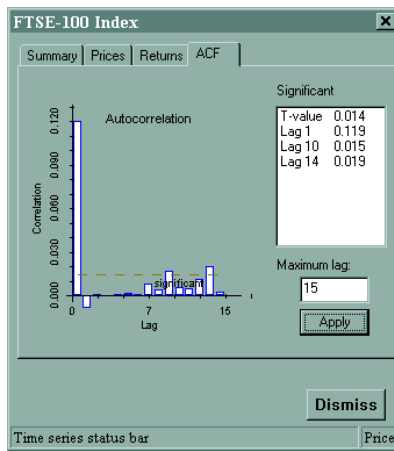 FTSE-100 Index
Summary
Prices
Returns
ACF
Significant
T-value 0.014
Lag 1 0.119
Lag 10 0.015
Lag 14 0.019
Autocorrelation
Correlation
0.120
0.090
0.060
0.030
0.000
significant
0
7
15
Lag
Maximum lag:
15
Apply
Dismiss
Time series status bar
Price